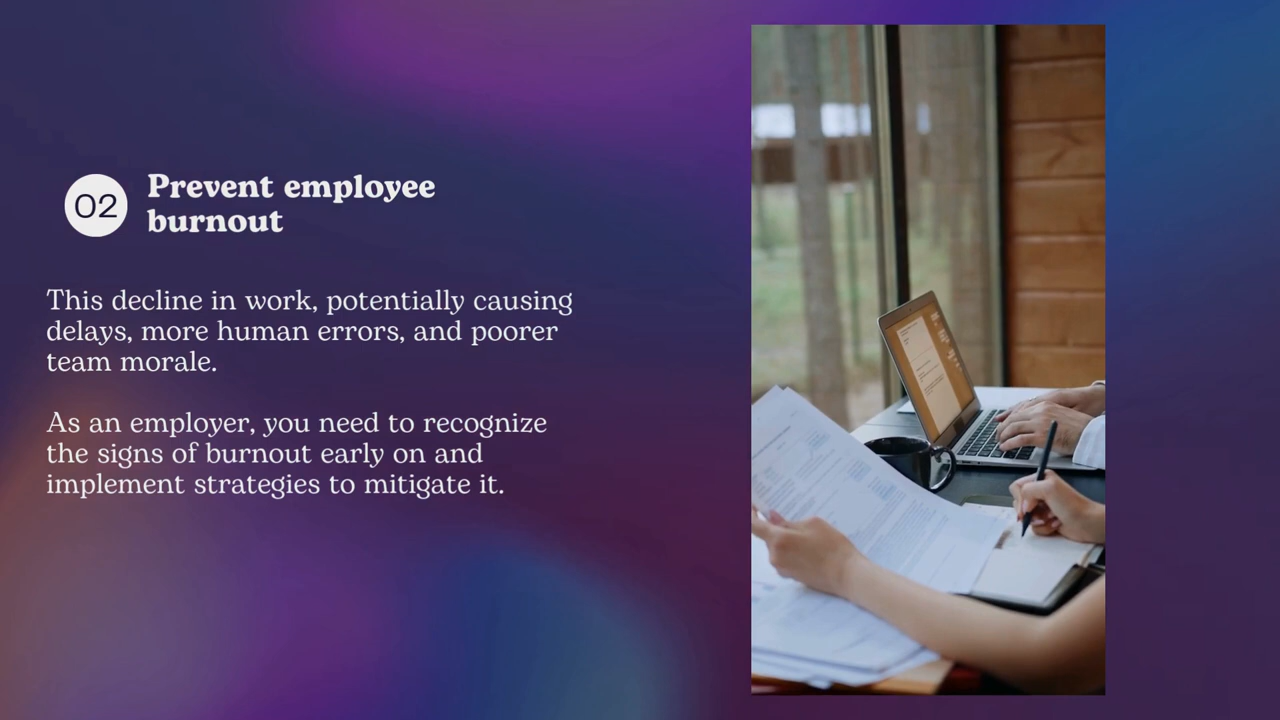 02
Prevent employee
burnout
This decline in work, potentially causing
delays, more human errors, and poorer
team morale.
As an employer, you need to recognize
the signs of burnout early on and
implement strategies to mitigate it.